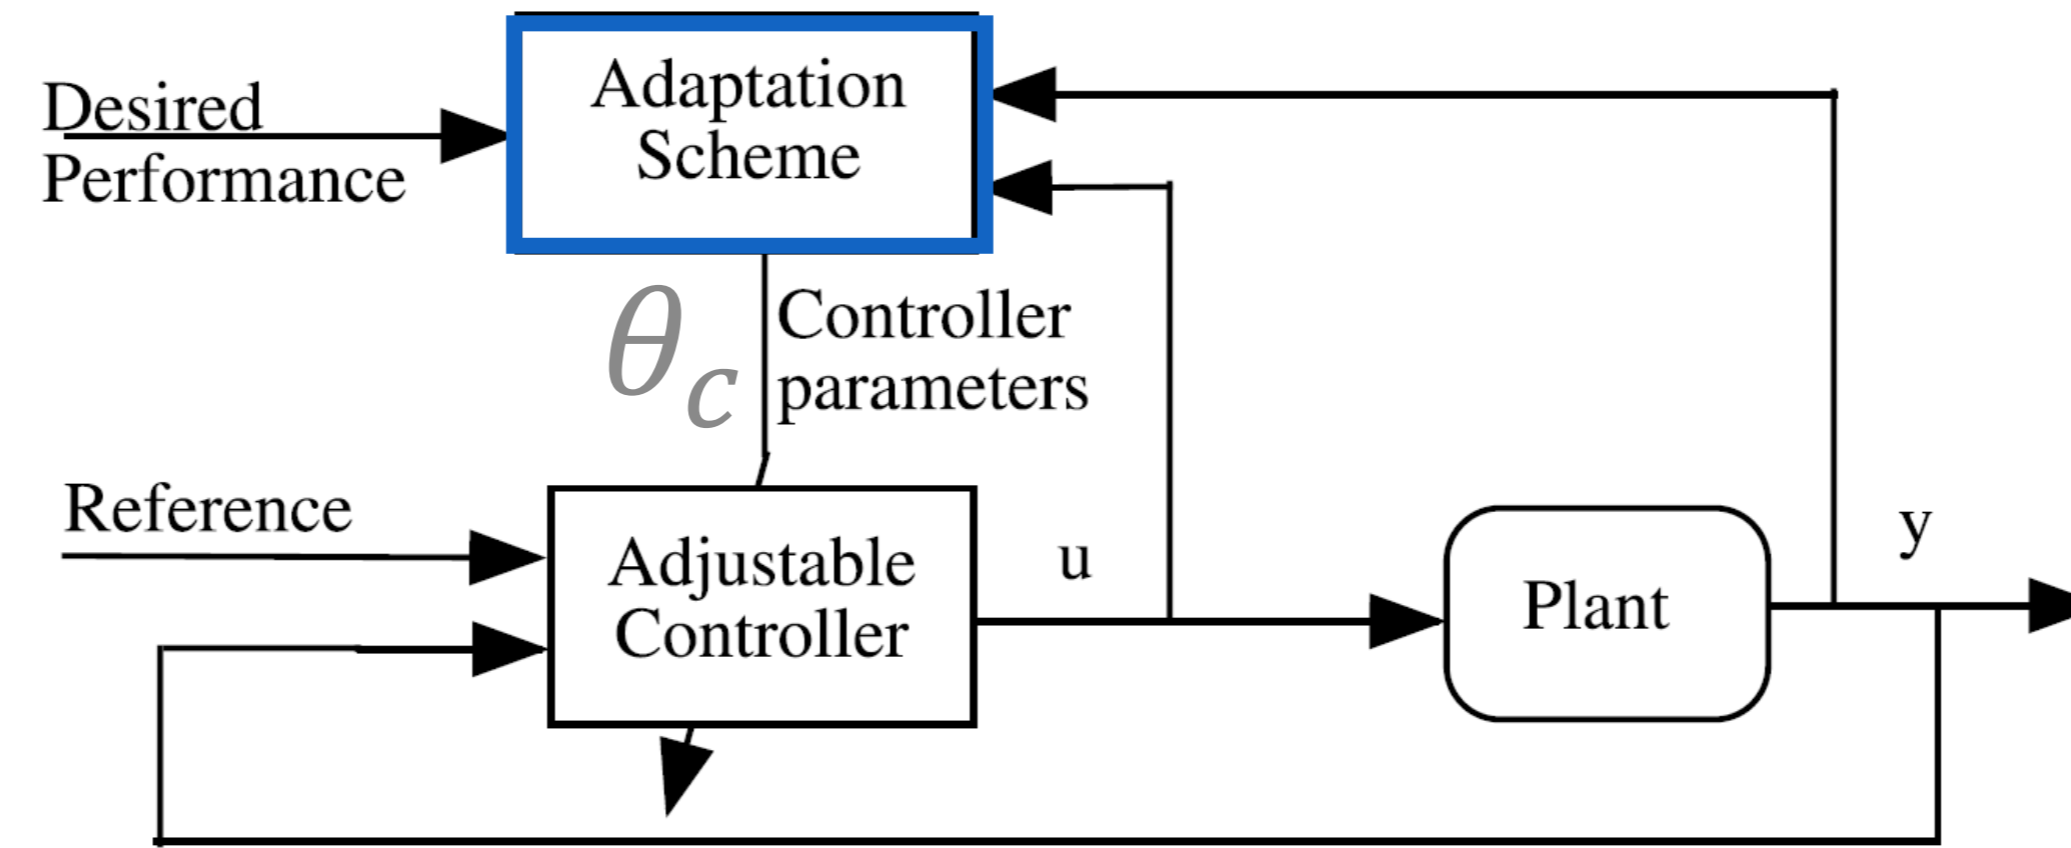 Adaptation
Scheme
Desired
Performance
θc
Controller
parameters
Reference
Adjustable
Controller
u
Plant
y